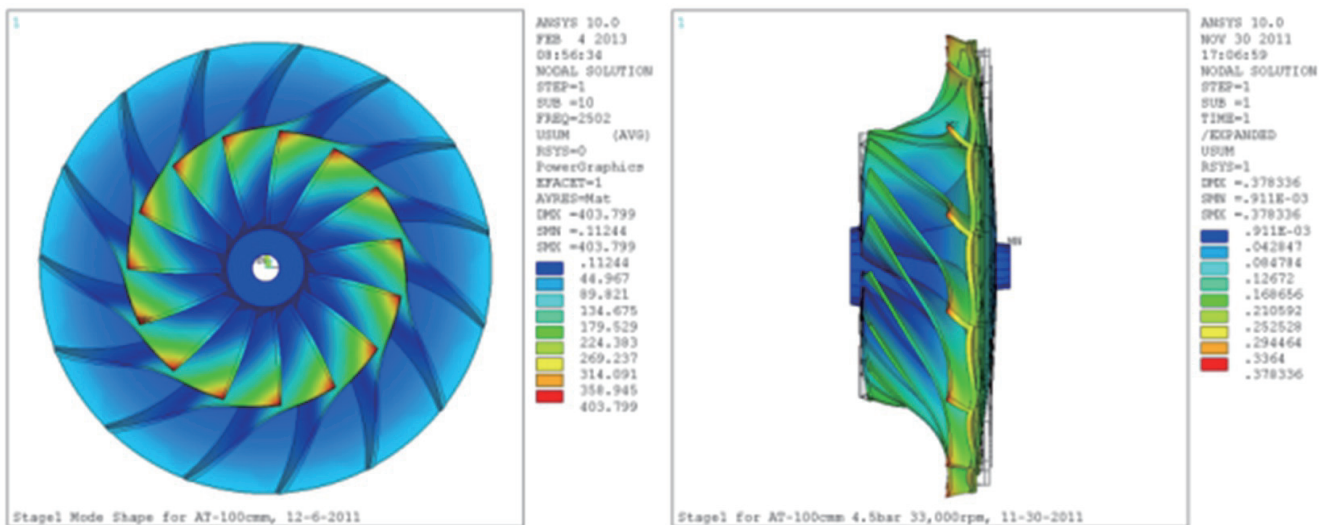 1
ANSYS 10.0
FEB 4 2013
08:56:34
NODAL SOLUTION
STEP=1
SUB =10
FREQ=2502
USUM (AVG)
RSYS=0
PowerGraphics
EFACET=1
AVRES=Mat
DMX =403.799
SMN =.11244
SMX =403.799
.11244
44.967
89.821
134.675
179.529
224.383
269.237
314.091
358.945
403.799
Stage1 Mode Shape for AT-100cmm, 12-6-2011
1
MN
ANSYS 10.0
NOV 30 2011
17:06:59
NODAL SOLUTION
STEP=1
SUB =1
TIME=1
/EXPANDED
USUM
RSYS=1
DMX =.378336
SMN =.911E-03
SMX =.378336
.911E-03
.042847
.084784
.12672
.168656
.210592
.252528
.294464
.3364
.378336
Stage1 for AT-100cmm 4.5bar 33,000rpm, 11-30-2011